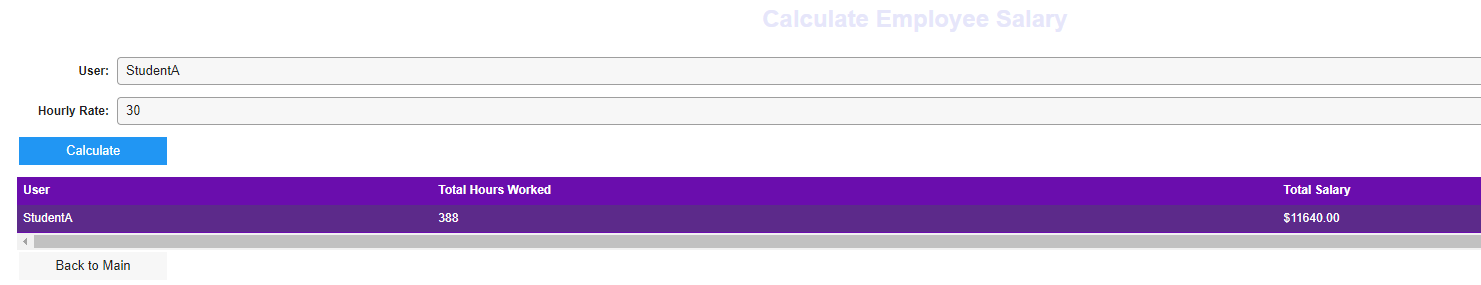 Calculate Employee Salary
User: StudentA
Hourly Rate: 30
Calculate
User Total Hours Worked Total Salary
StudentA 388 $11640.00
Back to Main